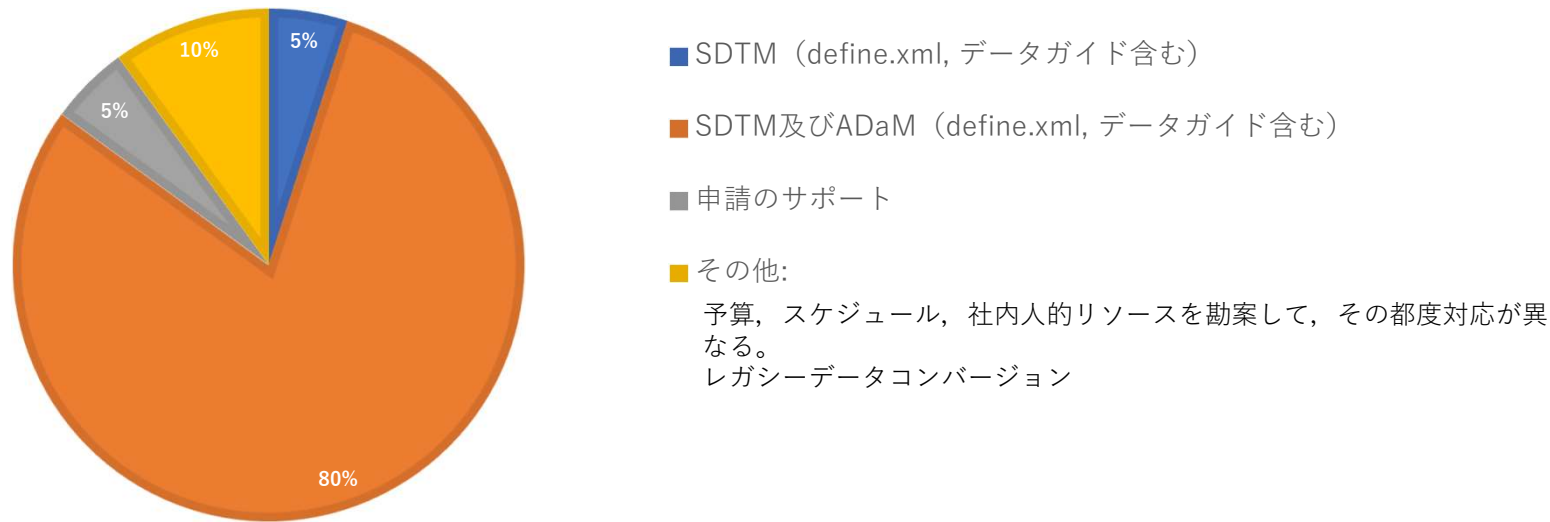 10%
5%
5%
80%
SDTM（define.xml, データガイド含む）
SDTM及びADaM（define.xml, データガイド含む）
申請のサポート
その他:
予算，スケジュール，社内人的リソースを勘案して，その都度対応が異
なる。
レガシーデータコンバージョン